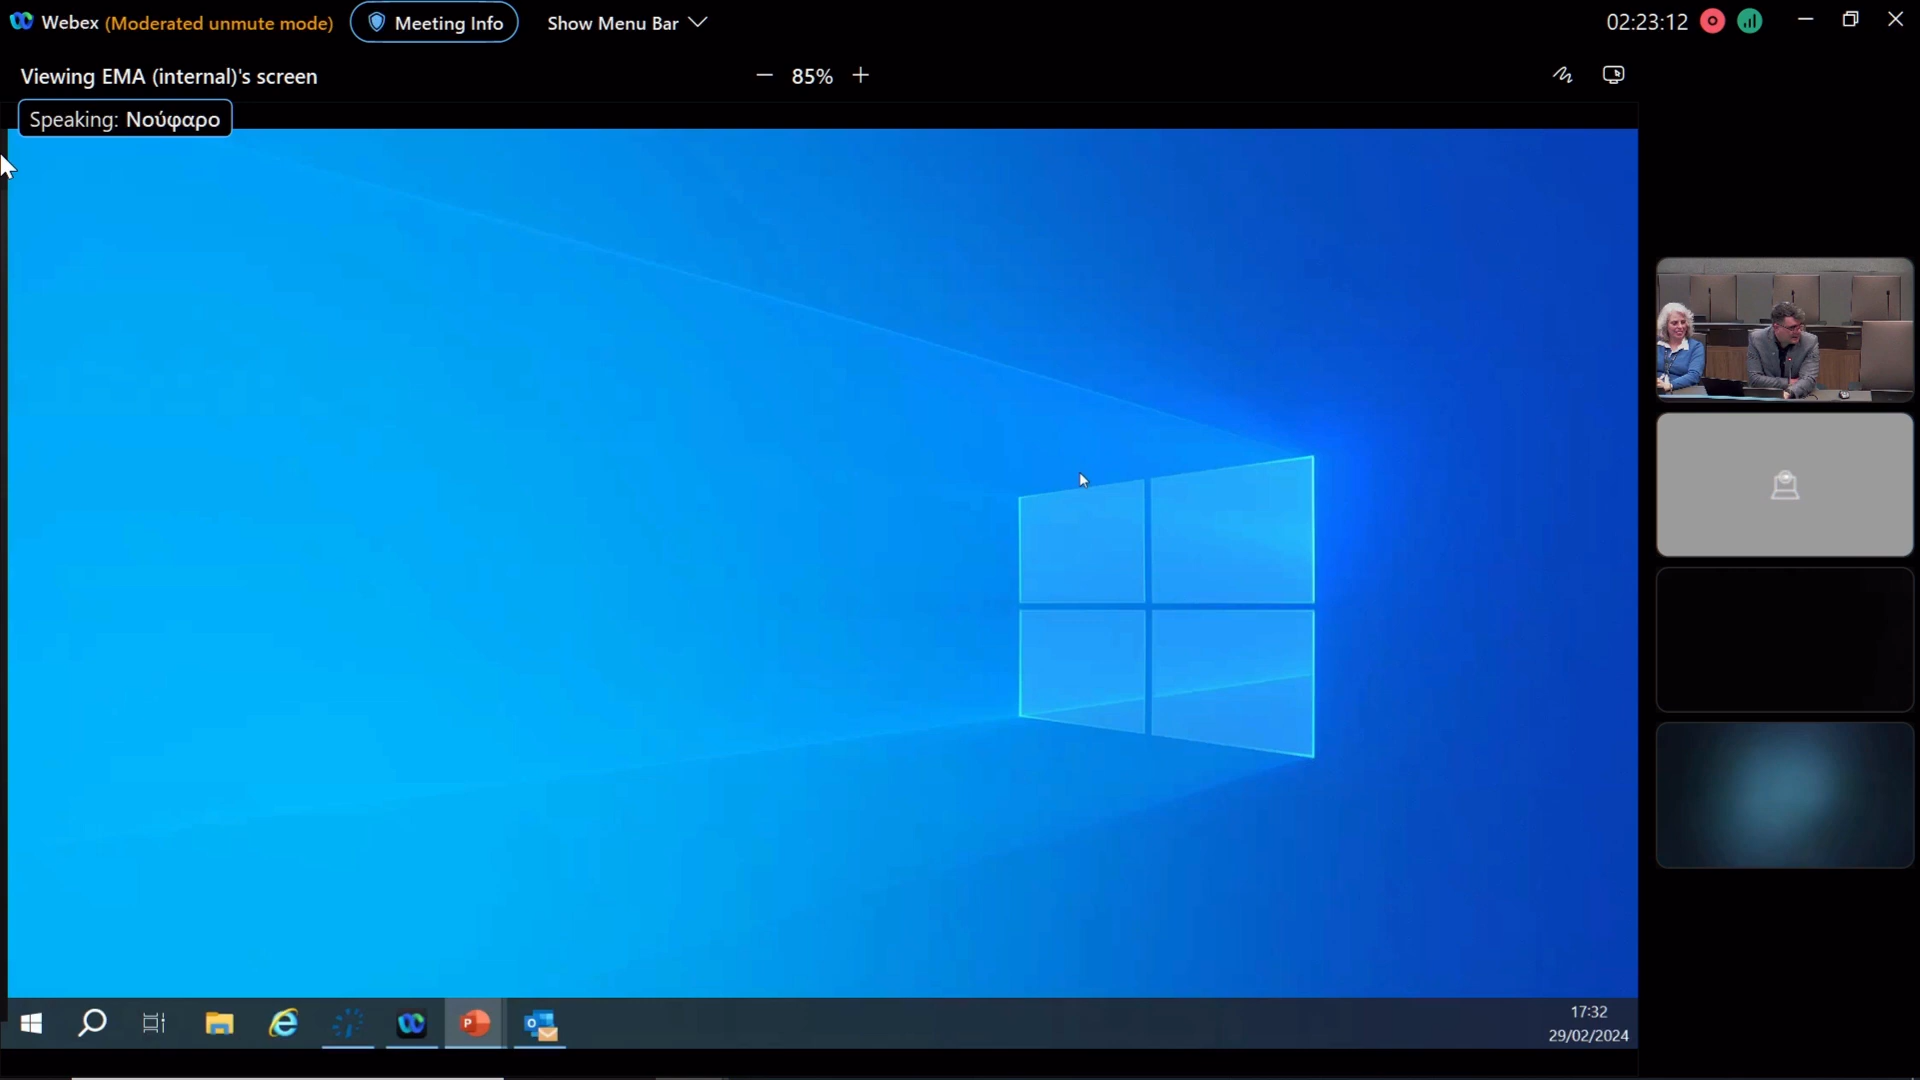 Webex (Moderated unmute mode) Meeting Info Show Menu Bar 02:23:12
Viewing EMA (internal)'s screen 85%
Speaking: Νούφαρο
17:32
29/02/2024